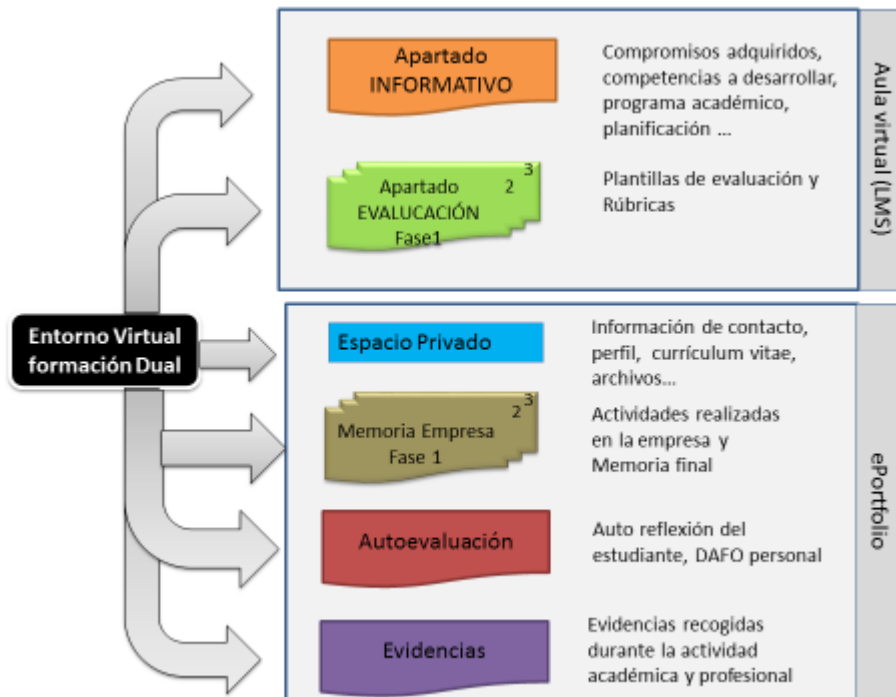 Apartado
INFORMATIVO
Compromisos adquiridos,
competencias a desarrollar,
programa académico,
planificación ...
3
2
Apartado
EVALUCACIÓN
Fase1
Plantillas de evaluación y
Rúbricas
Aula virtual (LMS)
Entorno Virtual
formación Dual
Espacio Privado
Información de contacto,
perfil, currículum vitae,
archivos...
3
2
Memoria Empresa
Fase 1
Actividades realizadas
en la empresa y
Memoria final
Autoevaluación
Auto reflexión del
estudiante, DAFO personal
Evidencias
Evidencias recogidas
durante la actividad
académica y profesional
ePortfolio